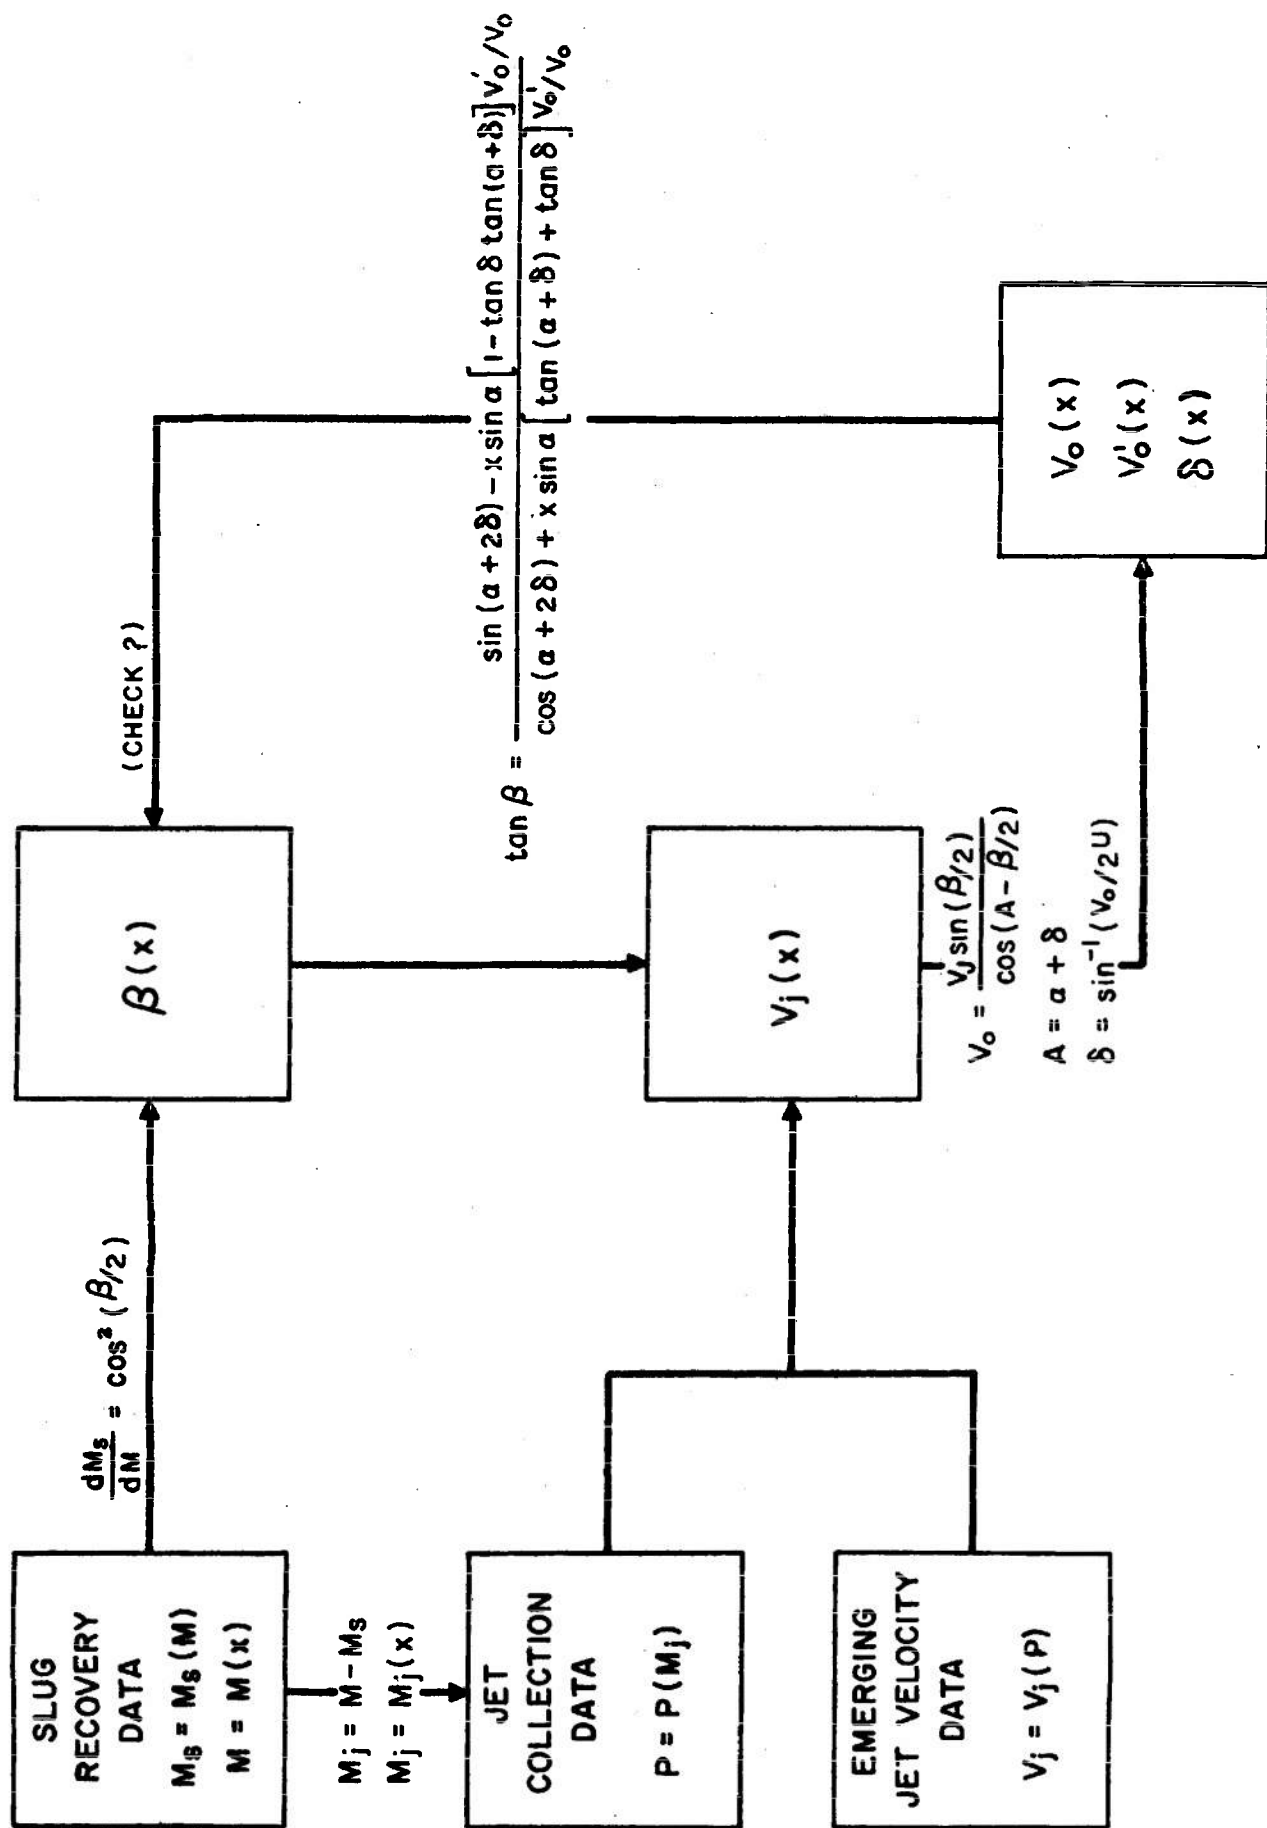 SLUG
RECOVERY
DATA
M_s = M_s (M)
M = M (x)
dM_s/dM = cos² (β/2)
β (x)
(CHECK ?)
M_j = M - M_s
M_j = M_j (x)
JET
COLLECTION
DATA
P = P (M_j)
EMERGING
JET VELOCITY
DATA
V_j = V_j (P)
V_j (x)
V_o = V_j sin (β/2) / cos (A - β/2)
A = α + δ
δ = sin⁻¹ (V_o/2U)
V_o (x)
V_o' (x)
δ (x)
tan β = sin (α + 2δ) - x sin α [1 - tan δ tan (α + δ)] V_o'/V_o / cos (α + 2δ) + x sin α [tan (α + δ) + tan δ] V_o'/V_o